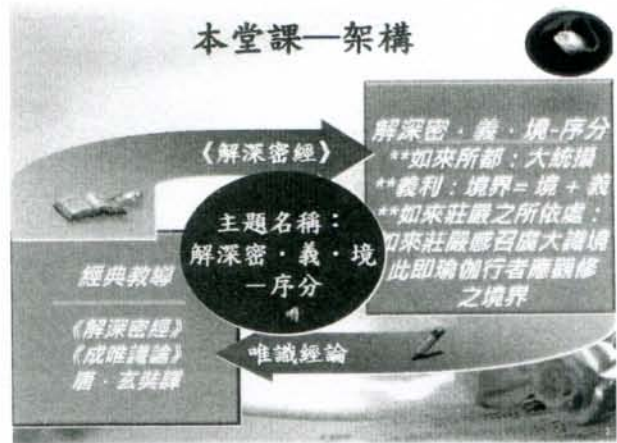 本堂課—架構
《解深密經》
解深密·義·境-序分
**如來所都：大統攝
**義利：境界=境+義
**如來莊嚴之所依處：
如來莊嚴感召廣大識境
此即瑜伽行者應觀修
之境界
主題名稱：
解深密·義·境
—序分
經典教導
《解深密經》
《成唯識論》
唐·玄奘譯
唯識經論